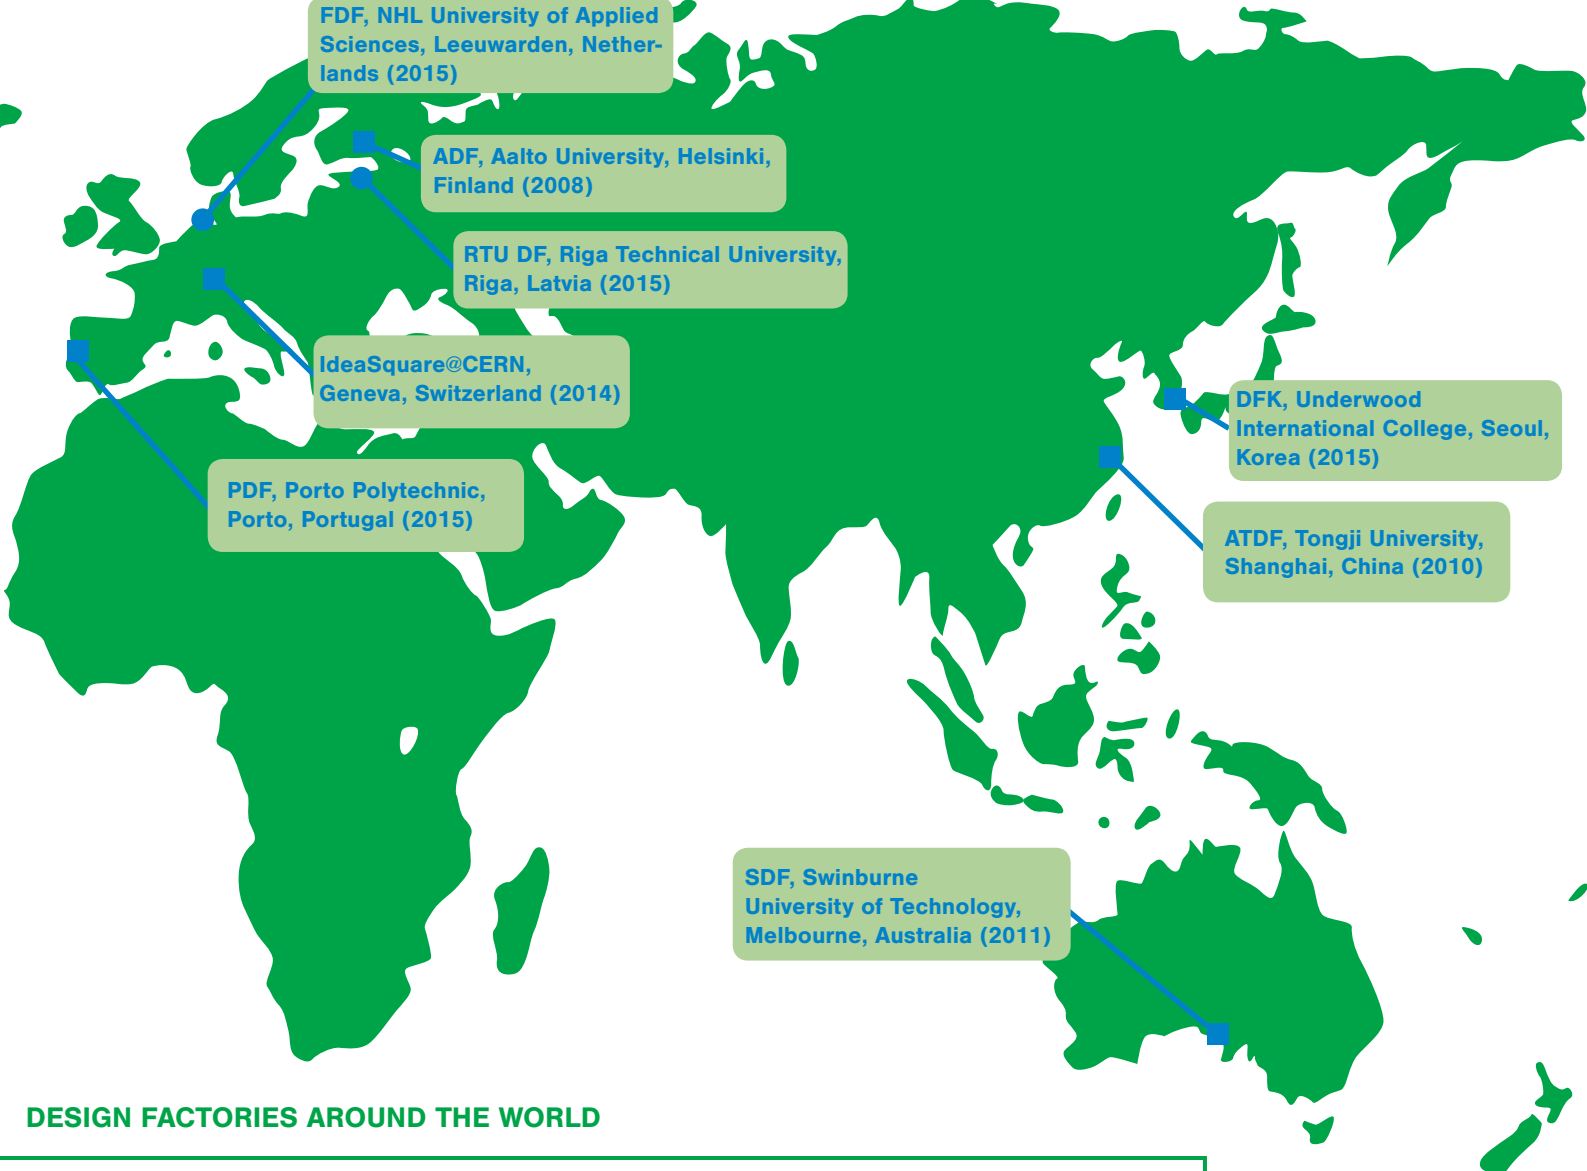 FDF, NHL University of Applied
Sciences, Leeuwarden, Nether-
lands (2015)
ADF, Aalto University, Helsinki,
Finland (2008)
RTU DF, Riga Technical University,
Riga, Latvia (2015)
IdeaSquare@CERN,
Geneva, Switzerland (2014)
DFK, Underwood
International College, Seoul,
Korea (2015)
PDF, Porto Polytechnic,
Porto, Portugal (2015)
ATDF, Tongji University,
Shanghai, China (2010)
SDF, Swinburne
University of Technology,
Melbourne, Australia (2011)
DESIGN FACTORIES AROUND THE WORLD